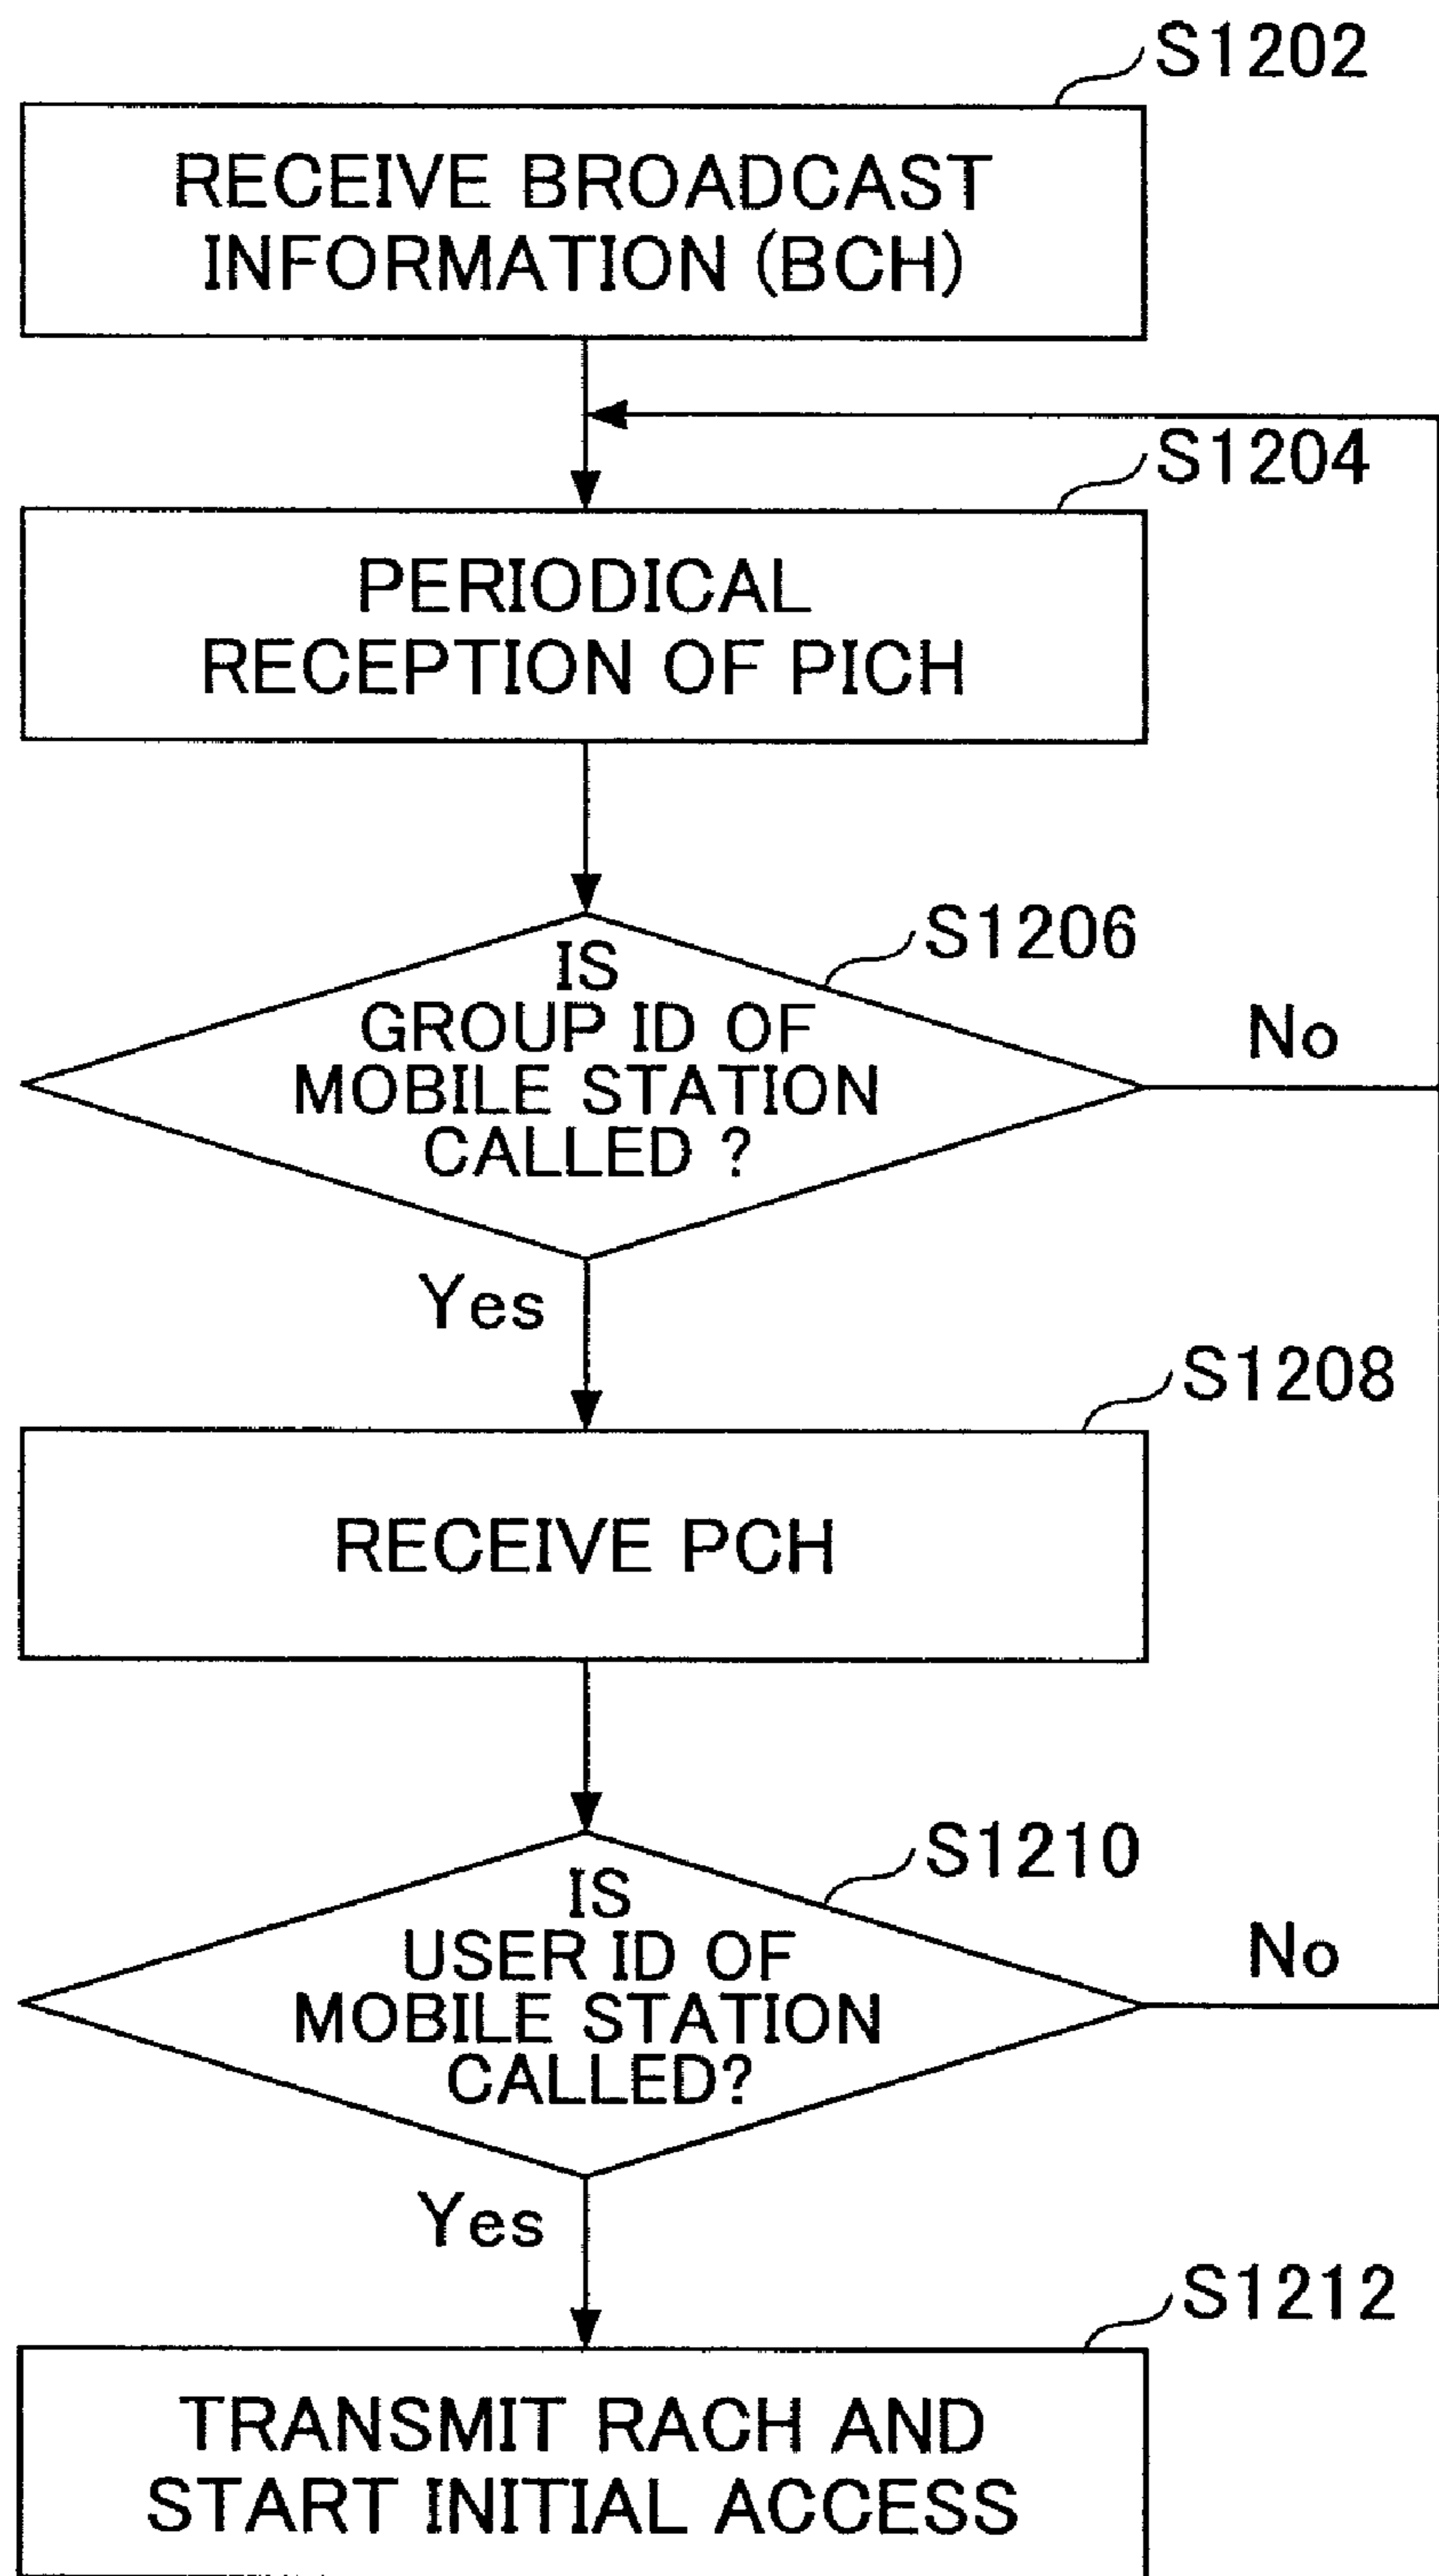 S1202
RECEIVE BROADCAST
INFORMATION (BCH)
S1204
PERIODICAL
RECEPTION OF PICH
S1206
IS
GROUP ID OF
MOBILE STATION
CALLED ?
No
Yes
S1208
RECEIVE PCH
S1210
IS
USER ID OF
MOBILE STATION
CALLED?
No
Yes
S1212
TRANSMIT RACH AND
START INITIAL ACCESS